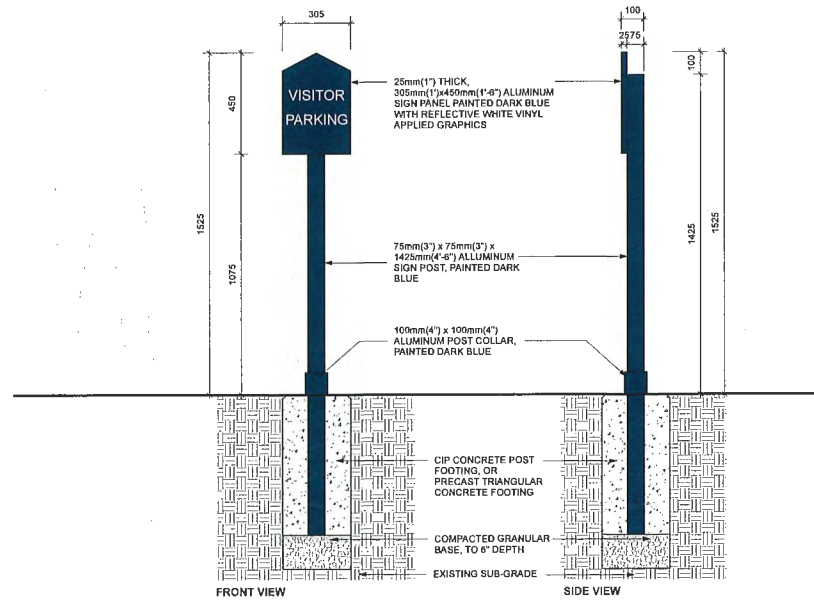 305
100
2575
100
450
1525
1075
1425
1525
VISITOR
PARKING
25mm(1") THICK,
305mm(1')x450mm(1'-6") ALUMINUM
SIGN PANEL PAINTED DARK BLUE
WITH REFLECTIVE WHITE VINYL
APPLIED GRAPHICS
75mm(3") x 75mm(3") x
1425mm(4'-6") ALLUMINUM
SIGN POST, PAINTED DARK
BLUE
100mm(4") x 100mm(4")
ALUMINUM POST COLLAR,
PAINTED DARK BLUE
CIP CONCRETE POST
FOOTING, OR
PRECAST TRIANGULAR
CONCRETE FOOTING
COMPACTED GRANULAR
BASE, TO 6" DEPTH
EXISTING SUB-GRADE
FRONT VIEW
SIDE VIEW